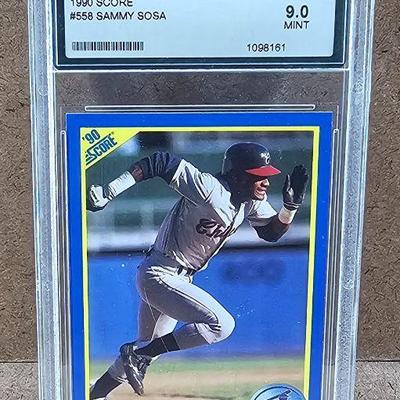 1990 SCORE
#558 SAMMY SOSA
9.0
MINT
1098161
'90
SCORE